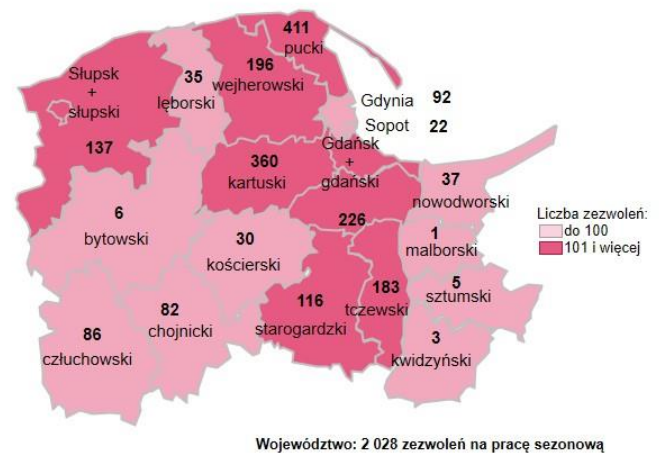 411
pucki
196
wejherowski
35
lęborski
Słupsk
+
słupski
137
Gdynia 92
Sopot 22
Gdańsk
+
gdański
226
360
kartuski
37
nowodworski
6
bytowski
30
kościerski
1
malborski
5
sztumski
183
tczewski
116
starogardzki
82
chojnicki
86
człuchowski
3
kwidzyński
Liczba zezwoleń:
do 100
101 i więcej
Województwo: 2 028 zezwoleń na pracę sezonową